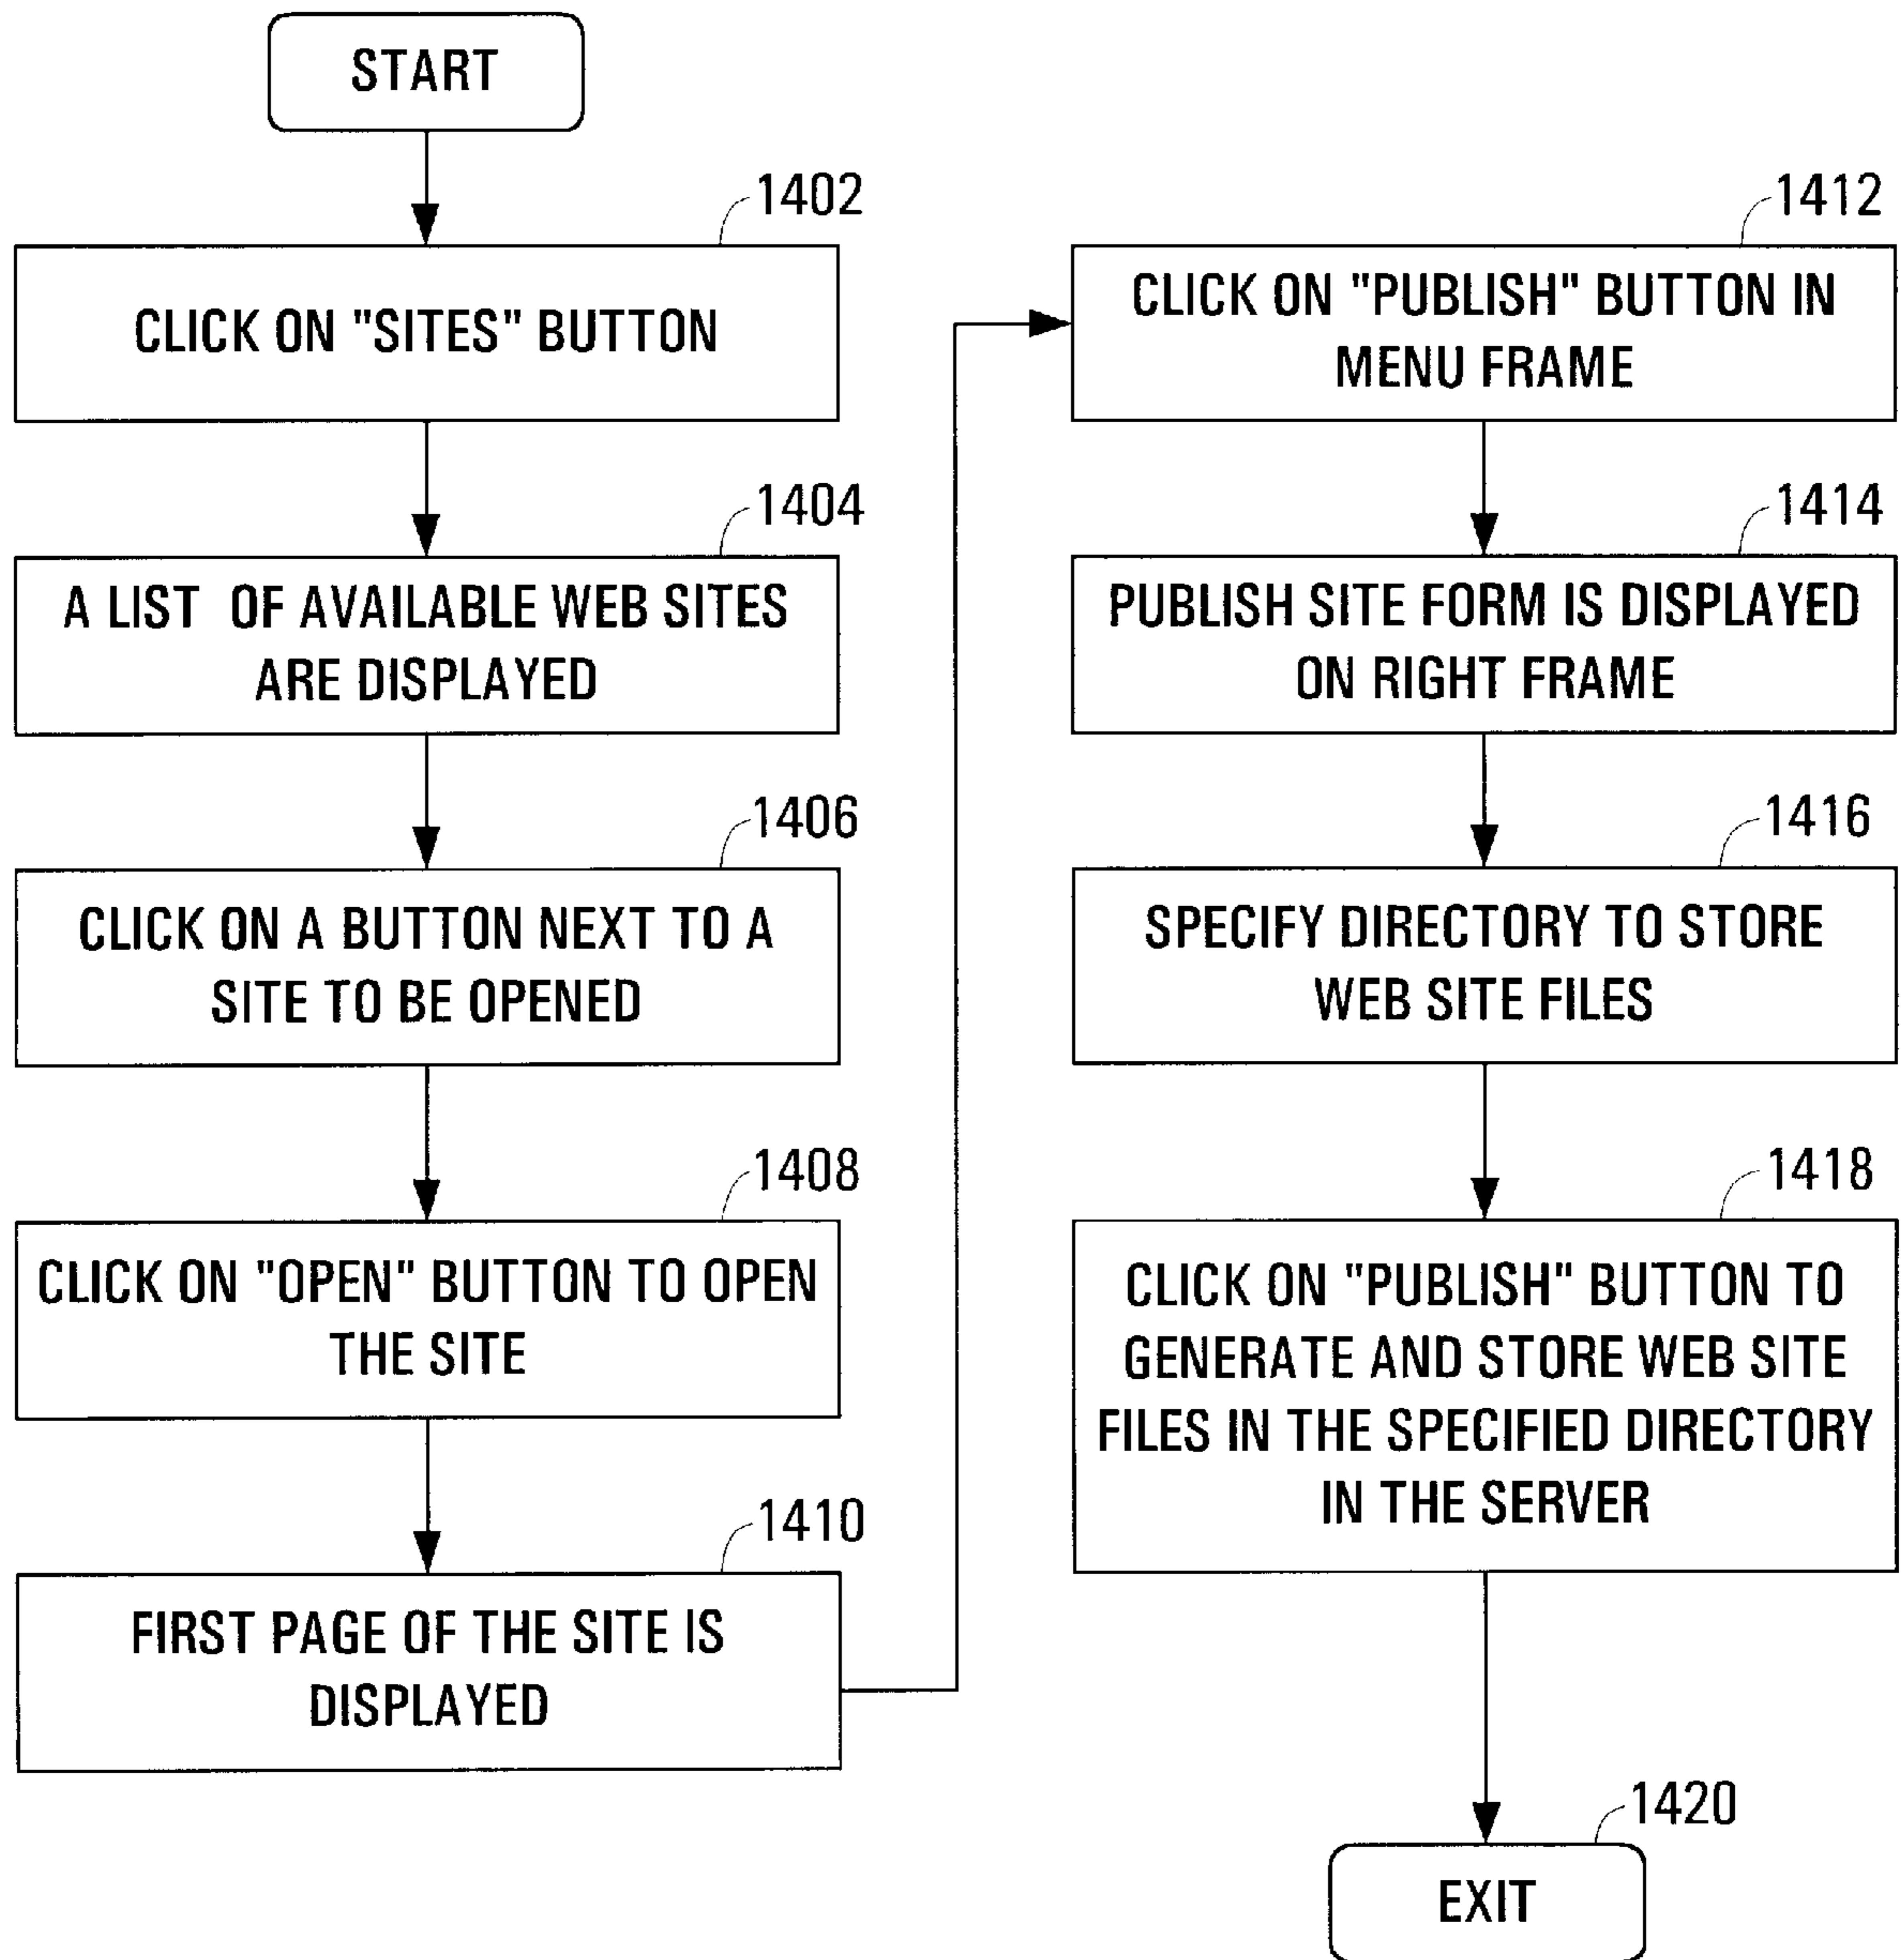 START
1402
CLICK ON "SITES" BUTTON
1404
A LIST OF AVAILABLE WEB SITES
ARE DISPLAYED
1406
CLICK ON A BUTTON NEXT TO A
SITE TO BE OPENED
1408
CLICK ON "OPEN" BUTTON TO OPEN
THE SITE
1410
FIRST PAGE OF THE SITE IS
DISPLAYED
1412
CLICK ON "PUBLISH" BUTTON IN
MENU FRAME
1414
PUBLISH SITE FORM IS DISPLAYED
ON RIGHT FRAME
1416
SPECIFY DIRECTORY TO STORE
WEB SITE FILES
1418
CLICK ON "PUBLISH" BUTTON TO
GENERATE AND STORE WEB SITE
FILES IN THE SPECIFIED DIRECTORY
IN THE SERVER
1420
EXIT